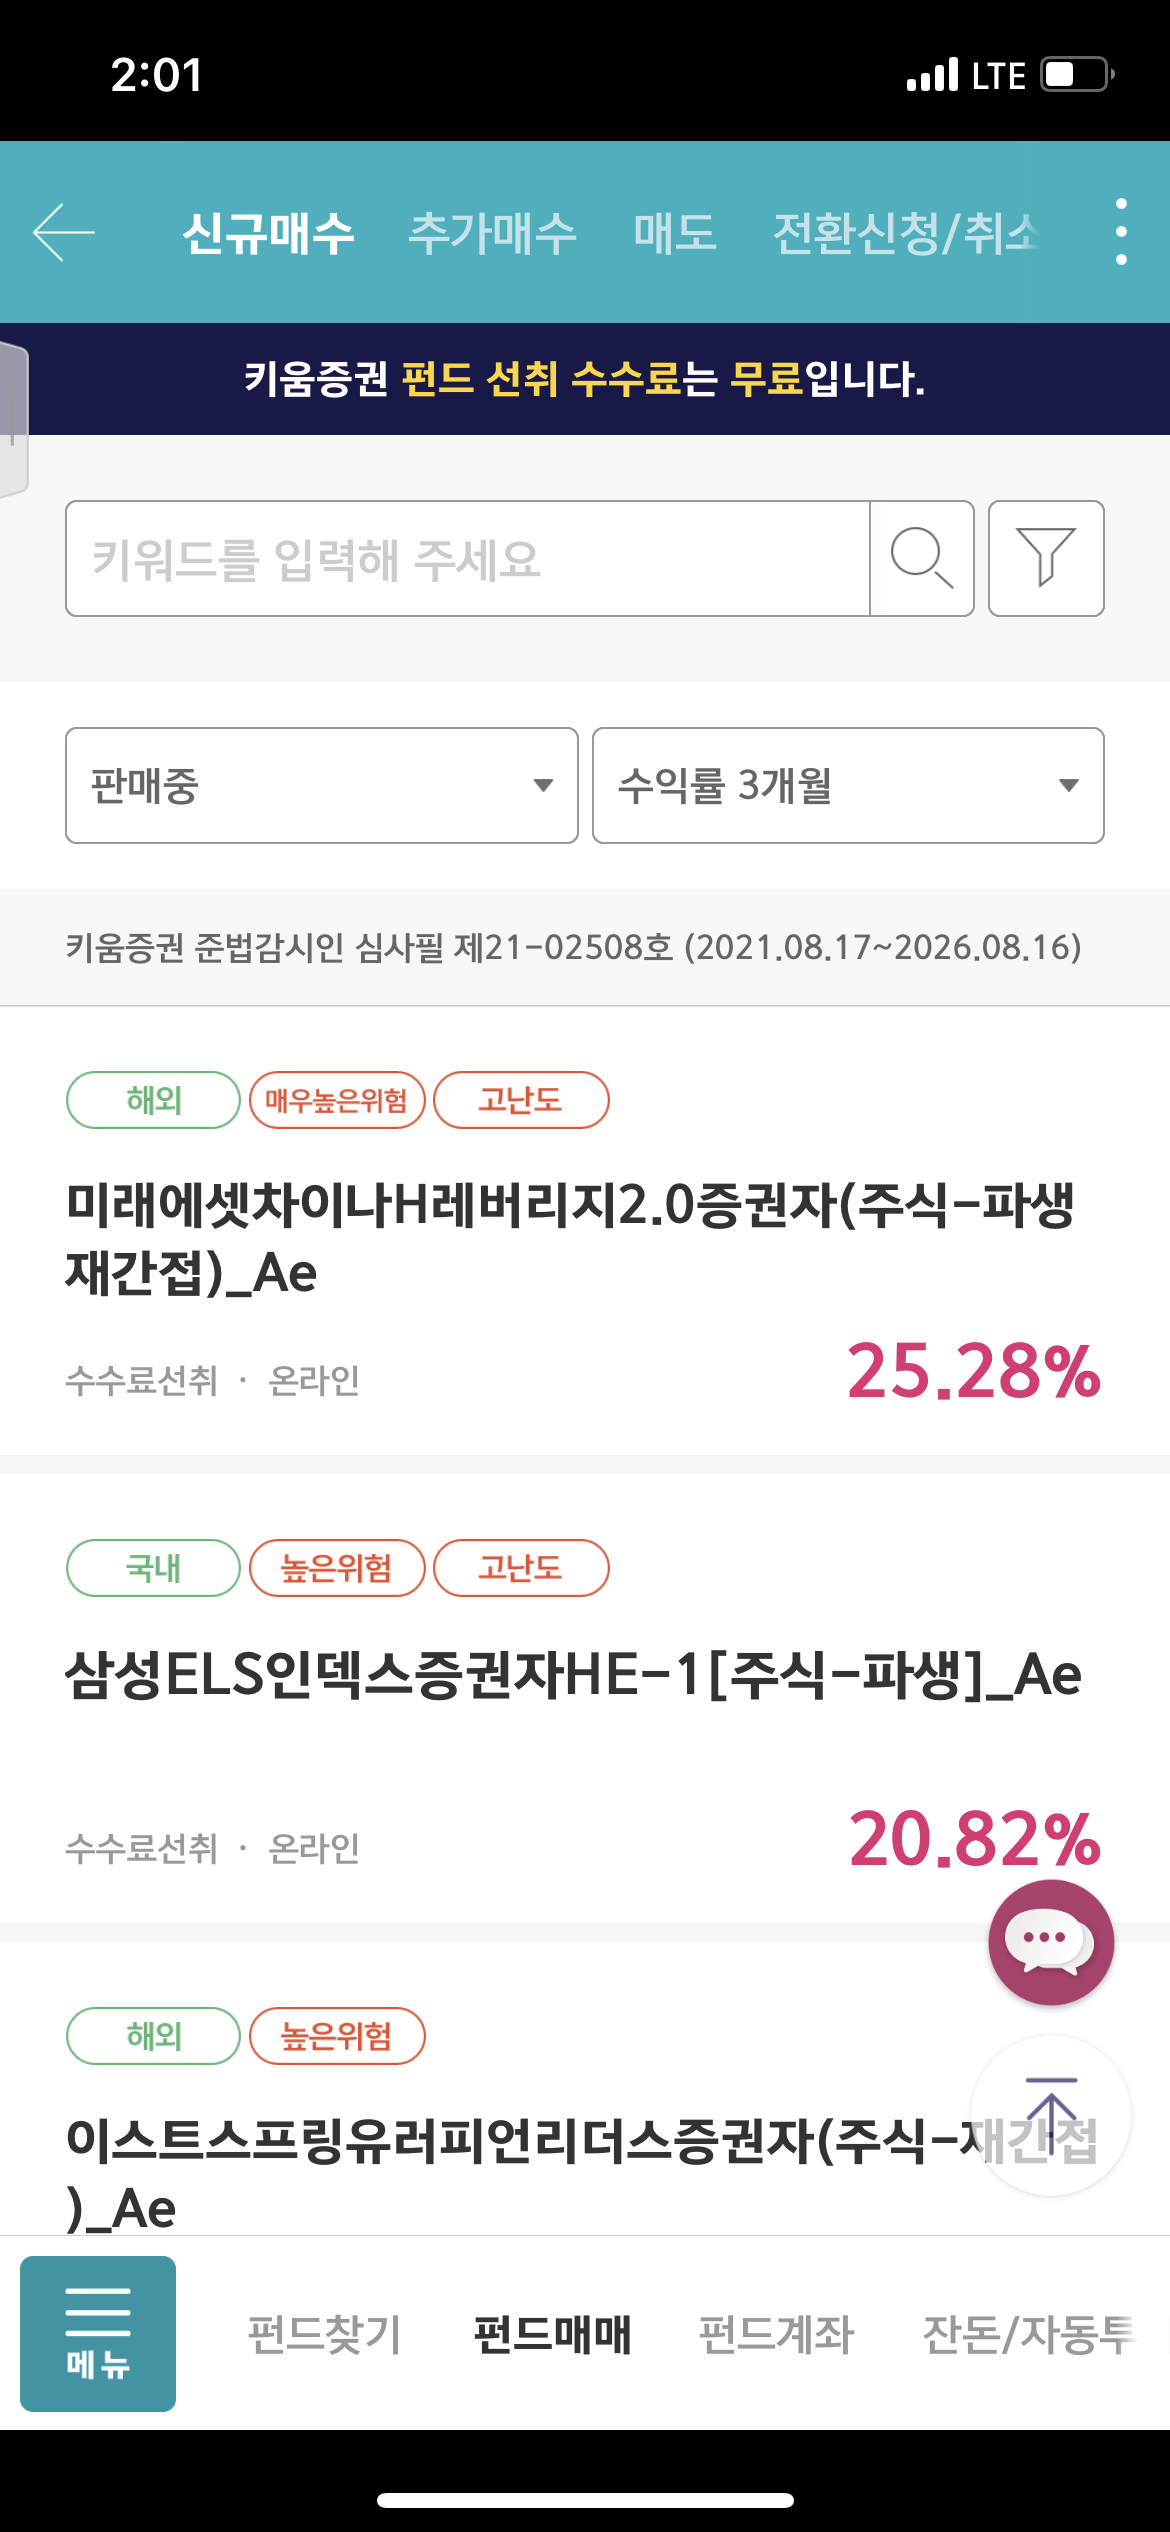 2:01 LTE
신규매수 추가매수 매도 전환신청/취소
키움증권 펀드 선취 수수료는 무료입니다.
키워드를 입력해 주세요
판매중 수익률 3개월
키움증권 준법감시인 심사필 제21-02508호 (2021.08.17~2026.08.16)
해외 매우높은위험 고난도
미래에셋차이나H레버리지2.0증권자(주식-파생
재간접)_Ae
수수료선취 · 온라인 25.28%
국내 높은위험 고난도
삼성ELS인덱스증권자HE-1[주식-파생]_Ae
수수료선취 · 온라인 20.82%
해외 높은위험
이스트스프링유러피언리더스증권자(주식-재간접
)_Ae
메뉴 펀드찾기 펀드매매 펀드계좌 잔돈/자동투